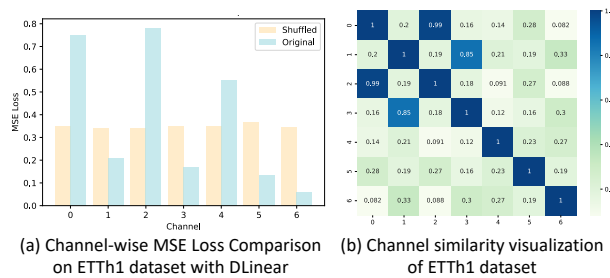 0.8
0.7
0.6
0.5
0.4
0.3
0.2
0.1
0.0
MSE Loss
Shuffled
Original
0 1 2 3 4 5 6
Channel
(a) Channel-wise MSE Loss Comparison
on ETTh1 dataset with DLinear
0 1 0.2 0.99 0.16 0.14 0.28 0.082
1 0.2 1 0.19 0.85 0.21 0.19 0.33
2 0.99 0.19 1 0.18 0.091 0.27 0.088
3 0.16 0.85 0.18 1 0.12 0.16 0.3
4 0.14 0.21 0.091 0.12 1 0.23 0.27
5 0.28 0.19 0.27 0.16 0.23 1 0.19
6 0.082 0.33 0.088 0.3 0.27 0.19 1
0 1 2 3 4 5 6
(b) Channel similarity visualization
of ETTh1 dataset